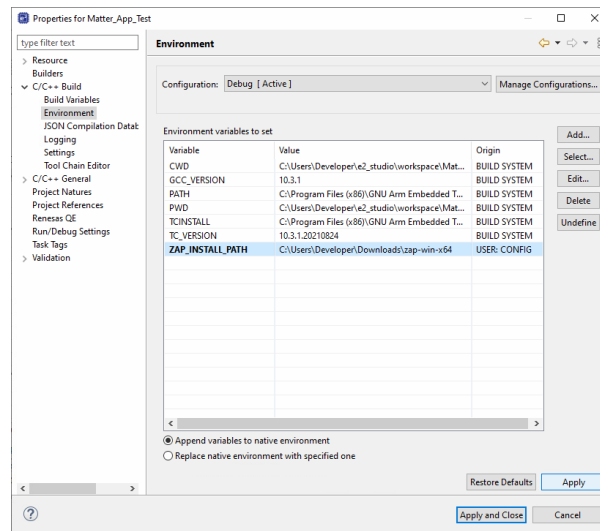 Properties for Matter_App_Test
type filter text
Environment
Resource
Builders
C/C++ Build
Build Variables
Environment
JSON Compilation Datab
Logging
Settings
Tool Chain Editor
C/C++ General
Project Natures
Project References
Renesas QE
Run/Debug Settings
Task Tags
Validation
Configuration: Debug [ Active ]
Manage Configurations...
Environment variables to set
Variable Value Origin
CWD C:\Users\Developer\e2_studio\workspace\Mat... BUILD SYSTEM
GCC_VERSION 10.3.1 BUILD SYSTEM
PATH C:\Program Files (x86)\GNU Arm Embedded T... BUILD SYSTEM
PWD C:\Users\Developer\e2_studio\workspace\Mat... BUILD SYSTEM
TCINSTALL C:\Program Files (x86)\GNU Arm Embedded T... BUILD SYSTEM
TC_VERSION 10.3.1.20210824 BUILD SYSTEM
ZAP_INSTALL_PATH C:\Users\Developer\Downloads\zap-win-x64 USER: CONFIG
Add...
Select...
Edit...
Delete
Undefine
Append variables to native environment
Replace native environment with specified one
Restore Defaults Apply
Apply and Close Cancel